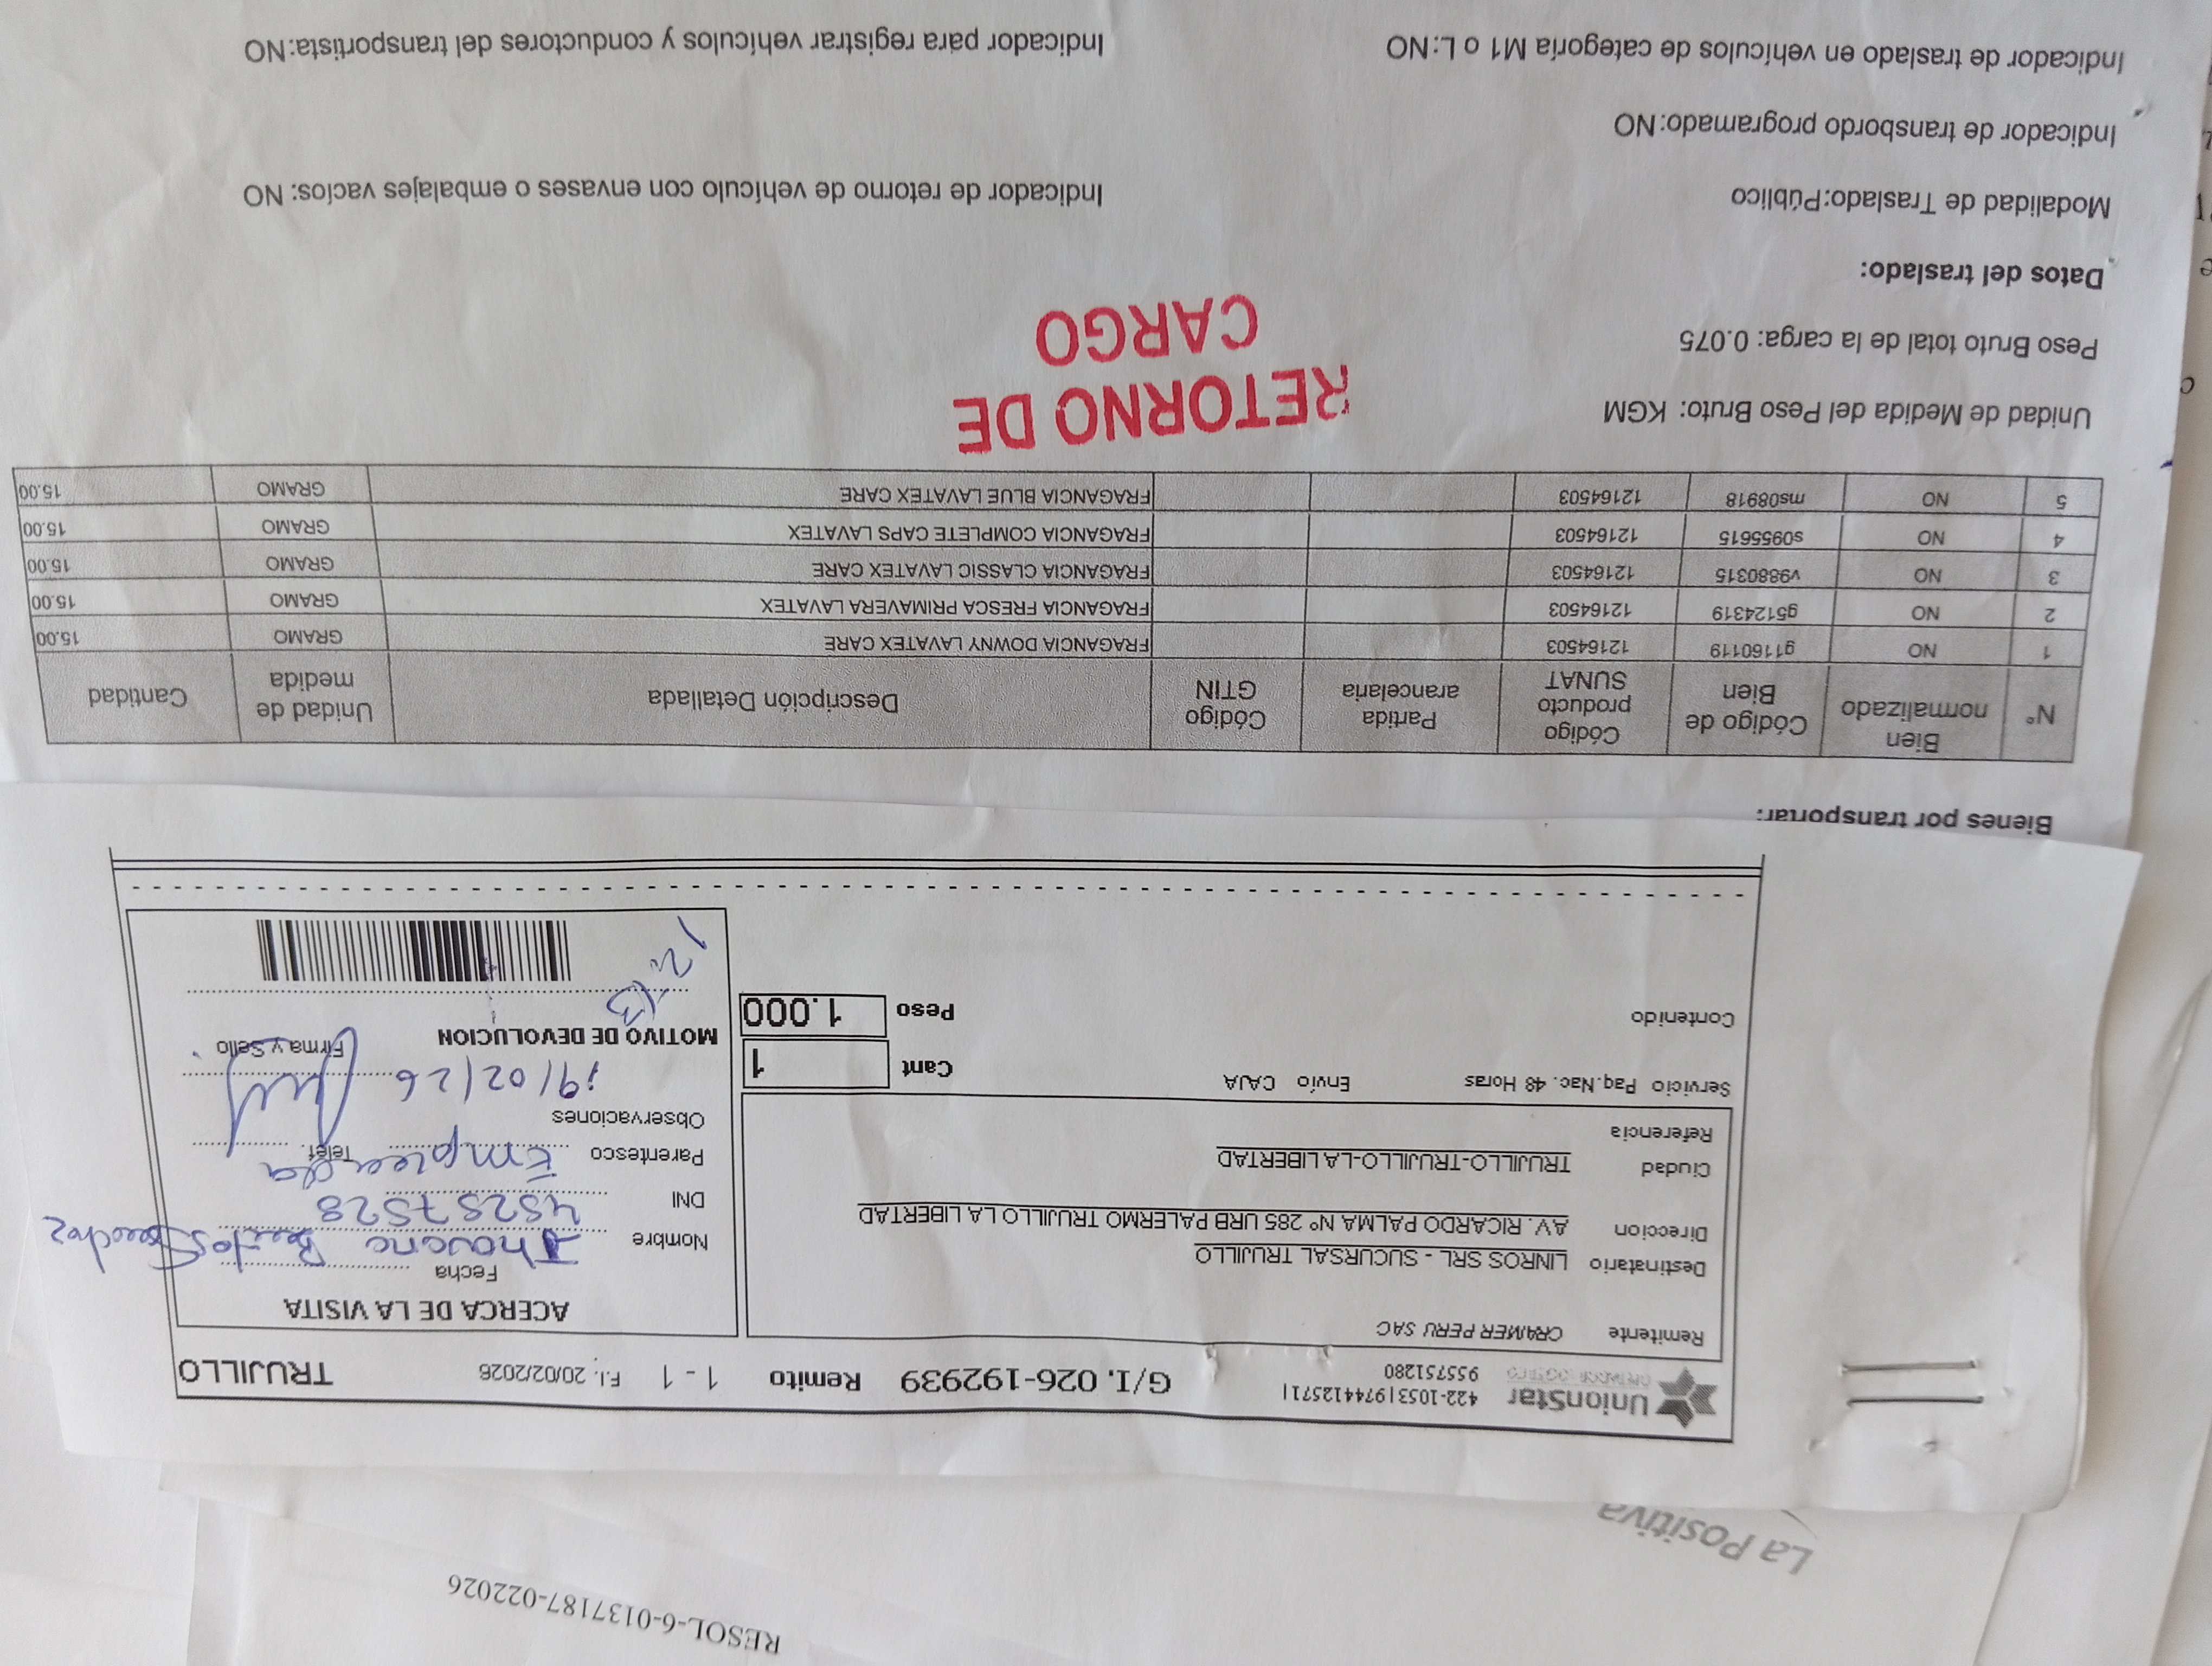 RESOL-6-0137187-022026
La Positiva
UnionStar
OPERADOR LOGISTICO
422-1053|974412571|
955751280
G/I. 026-192939 Remito 1 - 1 F.I. 20/02/2026 TRUJILLO
Remitente CRAMER PERU SAC
Destinatario LINROS SRL - SUCURSAL TRUJILLO
Direccion AV. RICARDO PALMA Nº 285 URB PALERMO TRUJILLO LA LIBERTAD
Ciudad TRUJILLO-TRUJILLO-LA LIBERTAD
Referencia
Servicio Paq.Nac. 48 Horas Envío CAJA
Cant 1
Contenido
Peso 1.000
ACERCA DE LA VISITA
Fecha
Nombre
DNI 45287528
Parentesco Empleada Telef.
Observaciones
19/02/26
MOTIVO DE DEVOLUCION Firma y Sello
Bienes por transportar:
N° Bien normalizado Código de Bien Código producto SUNAT Partida arancelaria Código GTIN Descripción Detallada Unidad de medida Cantidad
1 NO g1160119 12164503 FRAGANCIA DOWNY LAVATEX CARE GRAMO 15.00
2 NO g5124319 12164503 FRAGANCIA FRESCA PRIMAVERA LAVATEX GRAMO 15.00
3 NO v9880315 12164503 FRAGANCIA CLASSIC LAVATEX CARE GRAMO 15.00
4 NO s0955615 12164503 FRAGANCIA COMPLETE CAPS LAVATEX GRAMO 15.00
5 NO ms08918 12164503 FRAGANCIA BLUE LAVATEX CARE GRAMO 15.00
Unidad de Medida del Peso Bruto: KGM
RETORNO DE
CARGO
Peso Bruto total de la carga: 0.075
Datos del traslado:
Modalidad de Traslado:Público
Indicador de retorno de vehículo con envases o embalajes vacíos: NO
Indicador de transbordo programado:NO
Indicador de traslado en vehículos de categoría M1 o L:NO
Indicador para registrar vehículos y conductores del transportista:NO